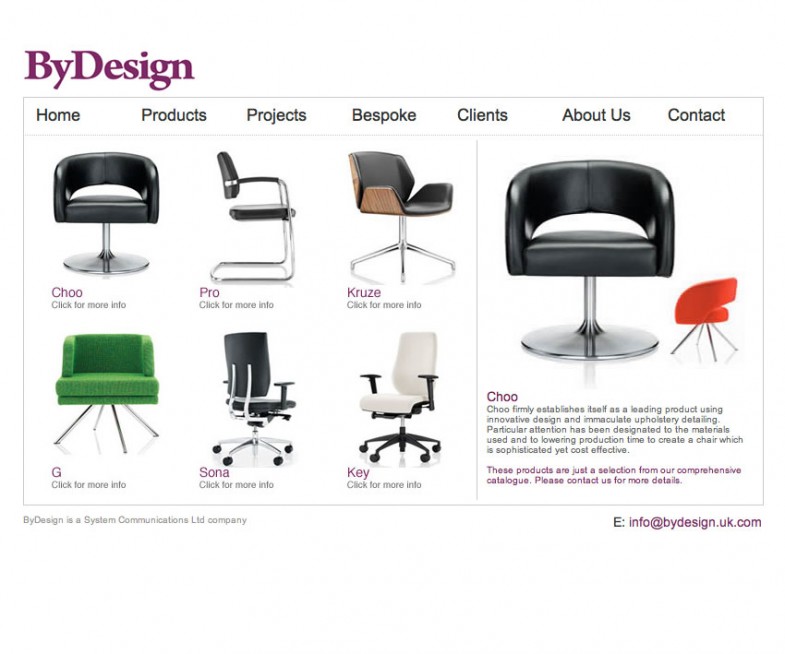 ByDesign
Home Products Projects Bespoke Clients About Us Contact
Choo
Click for more info
Pro
Click for more info
Kruze
Click for more info
G
Click for more info
Sona
Click for more info
Key
Click for more info
Choo
Choo firmly establishes itself as a leading product using
innovative design and immaculate upholstery detailing.
Particular attention has been designated to the materials
used and to lowering production time to create a chair which
is sophisticated yet cost effective.
These products are just a selection from our comprehensive
catalogue. Please contact us for more details.
ByDesign is a System Communications Ltd company
E: info@bydesign.uk.com